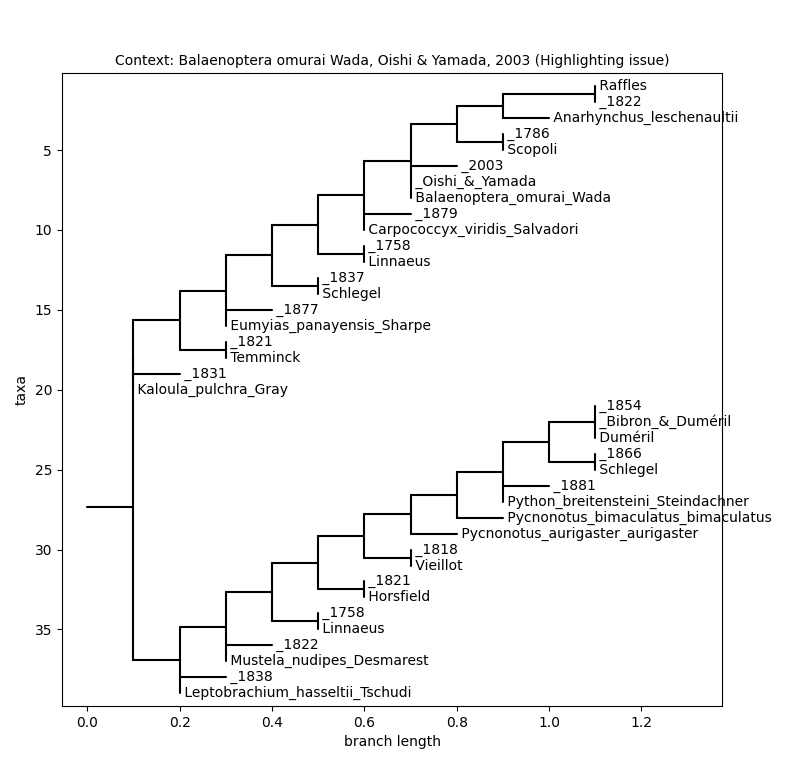 Context: Balaenoptera omurai Wada, Oishi & Yamada, 2003 (Highlighting issue)
Raffles
_1822
Anarhynchus_leschenaultii
_1786
Scopoli
_2003
_Oishi_&_Yamada
Balaenoptera_omurai_Wada
_1879
Carpococcyx_viridis_Salvadori
_1758
Linnaeus
_1837
Schlegel
_1877
Eumyias_panayensis_Sharpe
_1821
Temminck
_1831
Kaloula_pulchra_Gray
_1854
_Bibron_&_Duméril
Duméril
_1866
Schlegel
_1881
Python_breitensteini_Steindachner
Pycnonotus_bimaculatus_bimaculatus
Pycnonotus_aurigaster_aurigaster
_1818
Vieillot
_1821
Horsfield
_1758
Linnaeus
_1822
Mustela_nudipes_Desmarest
_1838
Leptobrachium_hasseltii_Tschudi
5
10
15
20
25
30
35
taxa
0.0 0.2 0.4 0.6 0.8 1.0 1.2
branch length